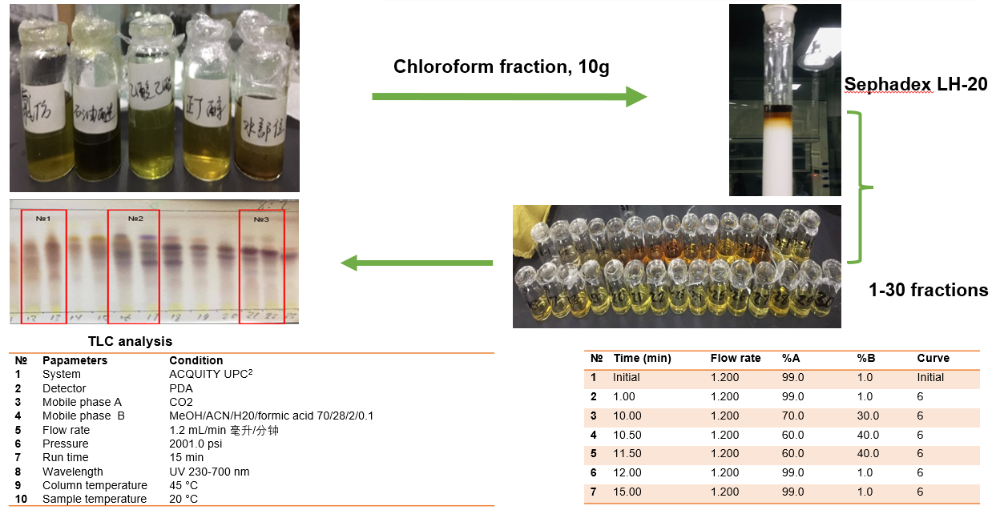 Chloroform fraction, 10g
Sephadex LH-20
氯仿
石油醚
乙酸乙酯
正丁醇
水部位
№1
№2
№3
12 13 14 15 16 17 18 19 20 21 22 23
20 21 22
30
1-30 fractions
TLC analysis
№ Papameters Condition
1 System ACQUITY UPC²
2 Detector PDA
3 Mobile phase A CO2
4 Mobile phase B MeOH/ACN/H20/formic acid 70/28/2/0.1
5 Flow rate 1.2 mL/min 毫升/分钟
6 Pressure 2001.0 psi
7 Run time 15 min
8 Wavelength UV 230-700 nm
9 Column temperature 45 °C
10 Sample temperature 20 °C
№ Time (min) Flow rate %A %B Curve
1 Initial 1.200 99.0 1.0 Initial
2 1.00 1.200 99.0 1.0 6
3 10.00 1.200 70.0 30.0 6
4 10.50 1.200 60.0 40.0 6
5 11.50 1.200 60.0 40.0 6
6 12.00 1.200 99.0 1.0 6
7 15.00 1.200 99.0 1.0 6